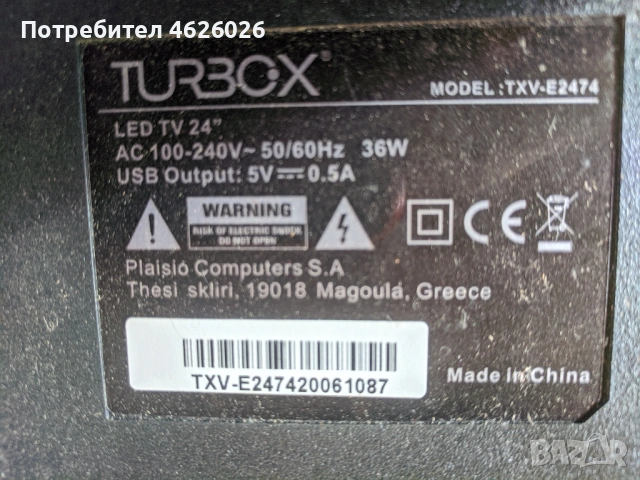 Потребител 4626026
TURBOX
MODEL :TXV-E2474
LED TV 24”
AC 100-240V~ 50/60Hz 36W
USB Output: 5V⎓0.5A
WARNING
RISK OF ELECTRIC SHOCK
DO NOT OPEN
CE
Plaisio Computers S.A
Thesi skliri, 19018 Magoula, Greece
TXV-E247420061087
Made in China
BAZAR